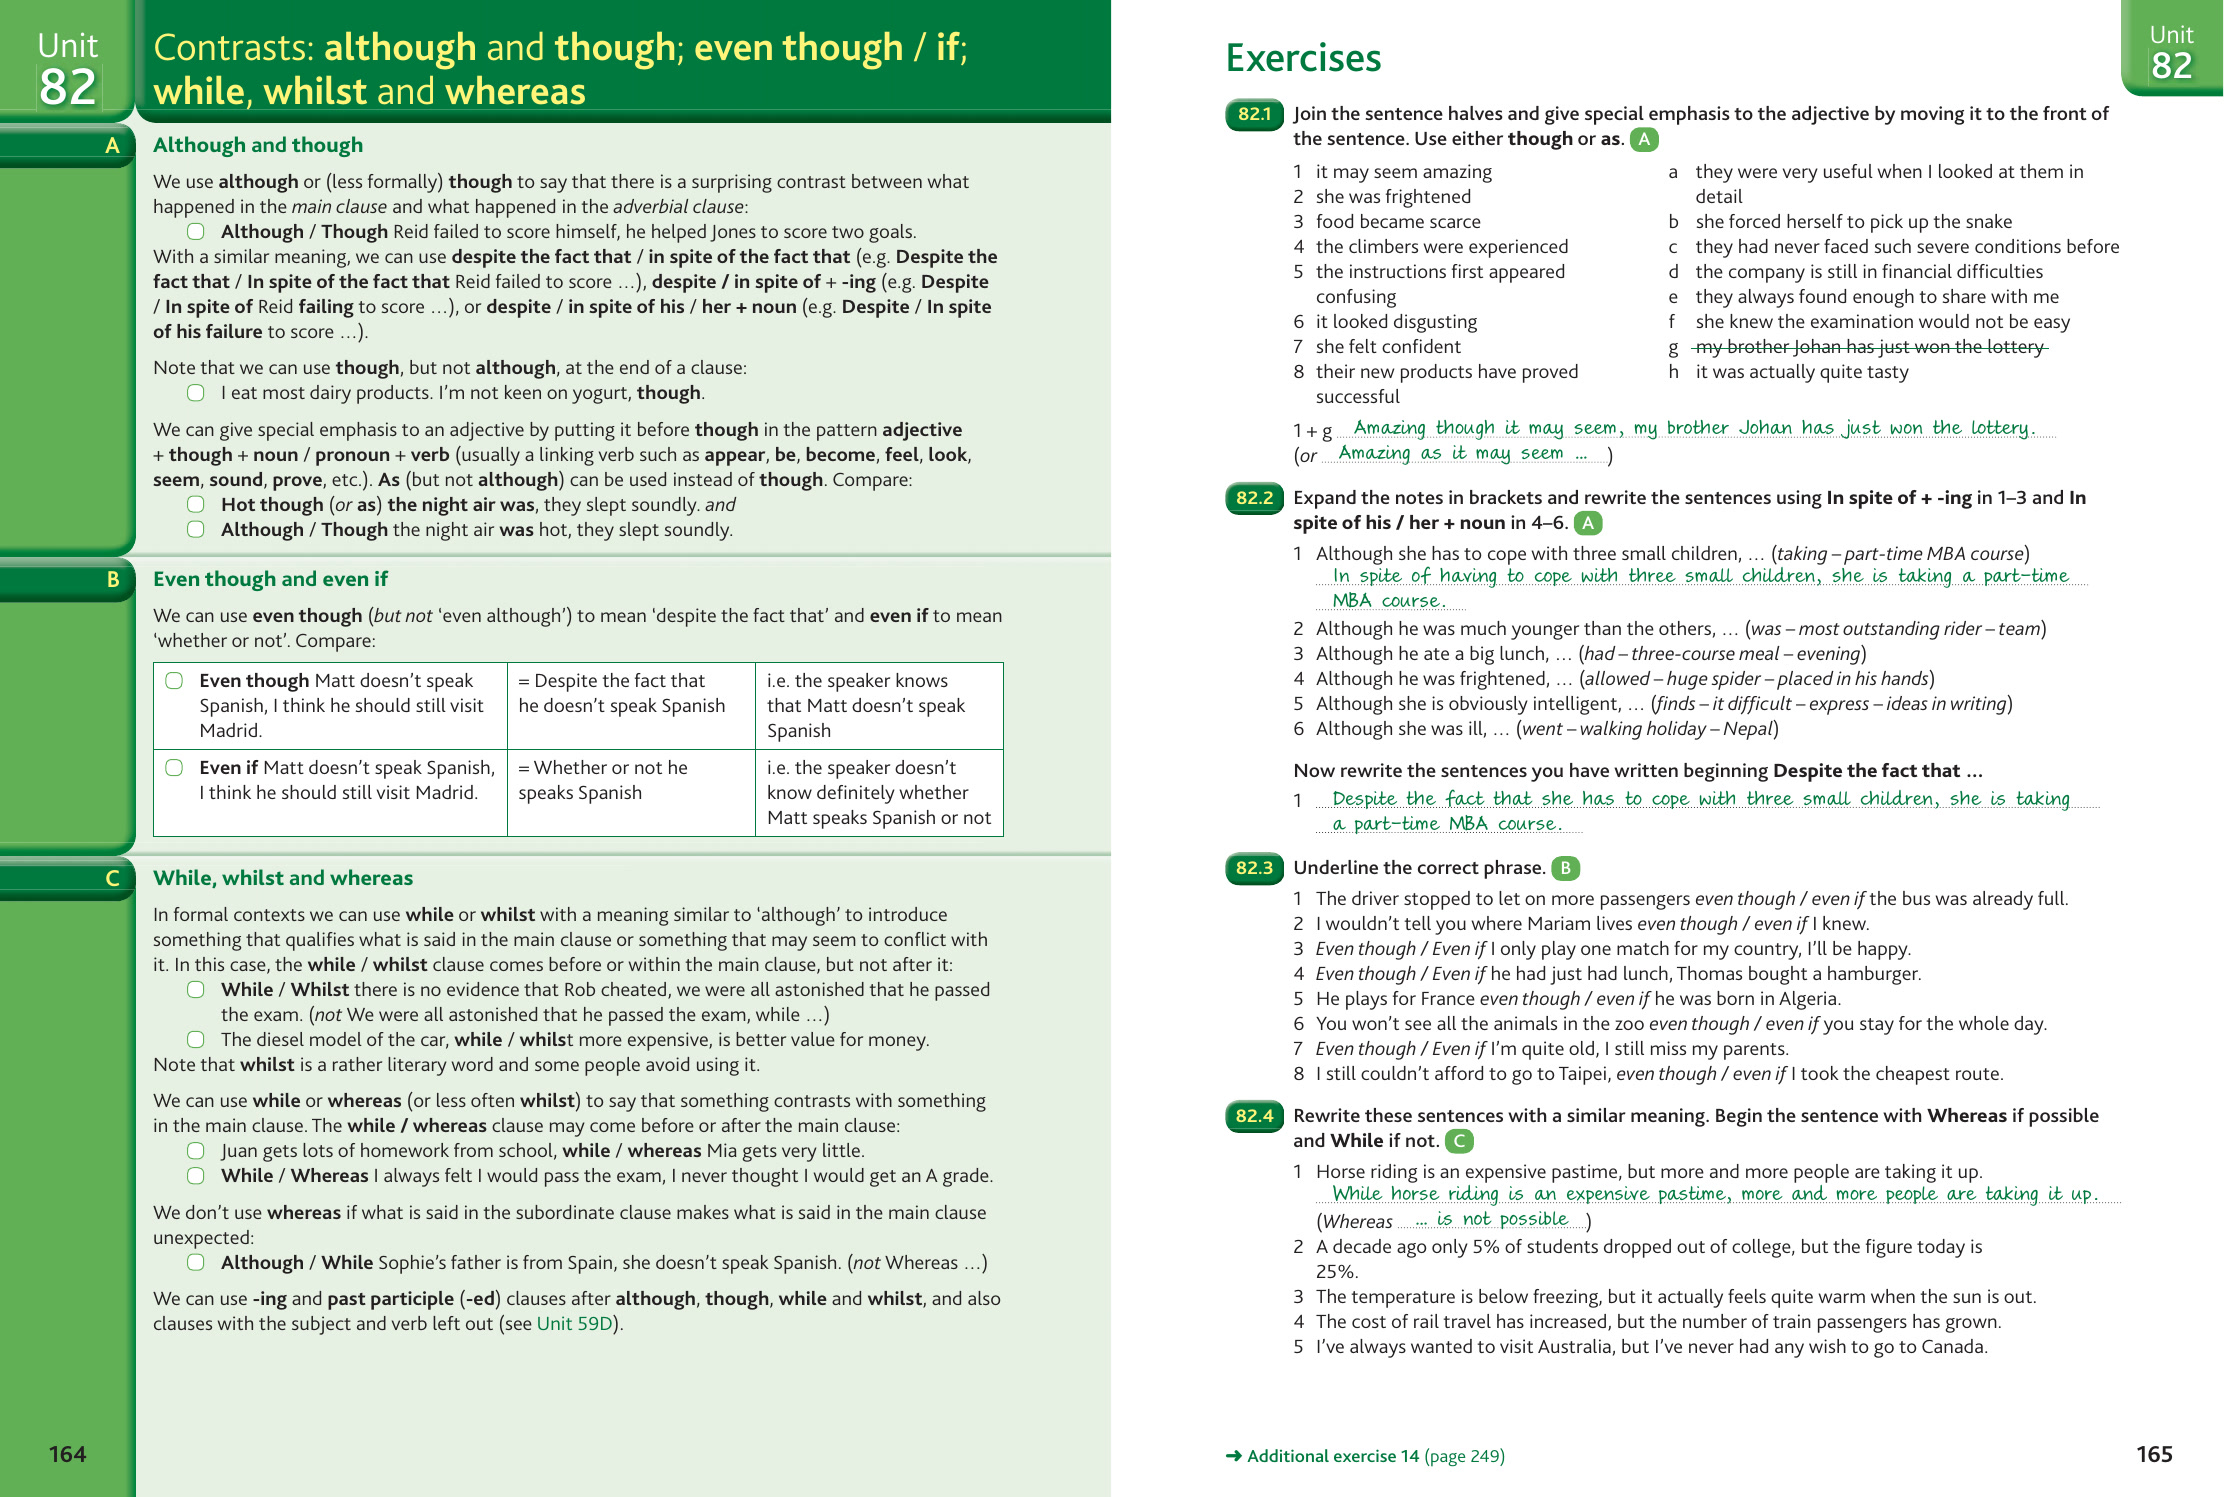 Unit
82
Contrasts: although and though; even though / if;
while, whilst and whereas
A
Although and though
We use although or (less formally) though to say that there is a surprising contrast between what
happened in the main clause and what happened in the adverbial clause:
Although / Though Reid failed to score himself, he helped Jones to score two goals.
With a similar meaning, we can use despite the fact that / in spite of the fact that (e.g. Despite the
fact that / In spite of the fact that Reid failed to score …), despite / in spite of + -ing (e.g. Despite
/ In spite of Reid failing to score …), or despite / in spite of his / her + noun (e.g. Despite / In spite
of his failure to score …).
Note that we can use though, but not although, at the end of a clause:
I eat most dairy products. I’m not keen on yogurt, though.
We can give special emphasis to an adjective by putting it before though in the pattern adjective
+ though + noun / pronoun + verb (usually a linking verb such as appear, be, become, feel, look,
seem, sound, prove, etc.). As (but not although) can be used instead of though. Compare:
Hot though (or as) the night air was, they slept soundly. and
Although / Though the night air was hot, they slept soundly.
B
Even though and even if
We can use even though (but not ‘even although’) to mean ‘despite the fact that’ and even if to mean
‘whether or not’. Compare:
Even though Matt doesn’t speak
Spanish, I think he should still visit
Madrid.
= Despite the fact that
he doesn’t speak Spanish
i.e. the speaker knows
that Matt doesn’t speak
Spanish
Even if Matt doesn’t speak Spanish,
I think he should still visit Madrid.
= Whether or not he
speaks Spanish
i.e. the speaker doesn’t
know definitely whether
Matt speaks Spanish or not
C
While, whilst and whereas
In formal contexts we can use while or whilst with a meaning similar to ‘although’ to introduce
something that qualifies what is said in the main clause or something that may seem to conflict with
it. In this case, the while / whilst clause comes before or within the main clause, but not after it:
While / Whilst there is no evidence that Rob cheated, we were all astonished that he passed
the exam. (not We were all astonished that he passed the exam, while …)
The diesel model of the car, while / whilst more expensive, is better value for money.
Note that whilst is a rather literary word and some people avoid using it.
We can use while or whereas (or less often whilst) to say that something contrasts with something
in the main clause. The while / whereas clause may come before or after the main clause:
Juan gets lots of homework from school, while / whereas Mia gets very little.
While / Whereas I always felt I would pass the exam, I never thought I would get an A grade.
We don’t use whereas if what is said in the subordinate clause makes what is said in the main clause
unexpected:
Although / While Sophie’s father is from Spain, she doesn’t speak Spanish. (not Whereas …)
We can use -ing and past participle (-ed) clauses after although, though, while and whilst, and also
clauses with the subject and verb left out (see Unit 59D).
164
Exercises
Unit
82
82.1 Join the sentence halves and give special emphasis to the adjective by moving it to the front of
the sentence. Use either though or as. A
1 it may seem amazing
2 she was frightened
3 food became scarce
4 the climbers were experienced
5 the instructions first appeared
confusing
6 it looked disgusting
7 she felt confident
8 their new products have proved
successful
a they were very useful when I looked at them in
detail
b she forced herself to pick up the snake
c they had never faced such severe conditions before
d the company is still in financial difficulties
e they always found enough to share with me
f she knew the examination would not be easy
g my brother Johan has just won the lottery
h it was actually quite tasty
1 + g Amazing though it may seem, my brother Johan has just won the lottery.
(or Amazing as it may seem ... )
82.2 Expand the notes in brackets and rewrite the sentences using In spite of + -ing in 1–3 and In
spite of his / her + noun in 4–6. A
1 Although she has to cope with three small children, … (taking – part-time MBA course)
In spite of having to cope with three small children, she is taking a part-time
MBA course.
2 Although he was much younger than the others, … (was – most outstanding rider – team)
3 Although he ate a big lunch, … (had – three-course meal – evening)
4 Although he was frightened, … (allowed – huge spider – placed in his hands)
5 Although she is obviously intelligent, … (finds – it difficult – express – ideas in writing)
6 Although she was ill, … (went – walking holiday – Nepal)
Now rewrite the sentences you have written beginning Despite the fact that …
1 Despite the fact that she has to cope with three small children, she is taking
a part-time MBA course.
82.3 Underline the correct phrase. B
1 The driver stopped to let on more passengers even though / even if the bus was already full.
2 I wouldn’t tell you where Mariam lives even though / even if I knew.
3 Even though / Even if I only play one match for my country, I’ll be happy.
4 Even though / Even if he had just had lunch, Thomas bought a hamburger.
5 He plays for France even though / even if he was born in Algeria.
6 You won’t see all the animals in the zoo even though / even if you stay for the whole day.
7 Even though / Even if I’m quite old, I still miss my parents.
8 I still couldn’t afford to go to Taipei, even though / even if I took the cheapest route.
82.4 Rewrite these sentences with a similar meaning. Begin the sentence with Whereas if possible
and While if not. C
1 Horse riding is an expensive pastime, but more and more people are taking it up.
While horse riding is an expensive pastime, more and more people are taking it up.
(Whereas ... is not possible )
2 A decade ago only 5% of students dropped out of college, but the figure today is
25%.
3 The temperature is below freezing, but it actually feels quite warm when the sun is out.
4 The cost of rail travel has increased, but the number of train passengers has grown.
5 I’ve always wanted to visit Australia, but I’ve never had any wish to go to Canada.
➜ Additional exercise 14 (page 249)
165